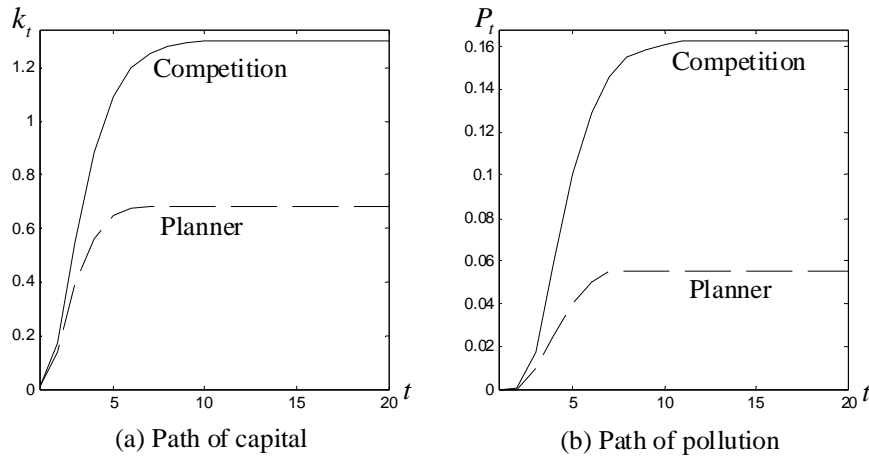 k_t
1.2
1
0.8
0.6
0.4
0.2
0
5
10
15
20
t
Competition
Planner
(a) Path of capital
P_t
0.16
0.14
0.12
0.1
0.08
0.06
0.04
0.02
0
5
10
15
20
t
Competition
Planner
(b) Path of pollution